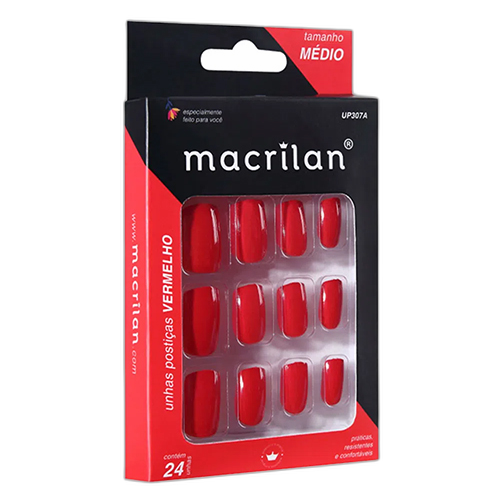 tamanho
MÉDIO
especialmente
feito para você
UP307A
macrilan®
www.macrilan.com
unhas postiças VERMELHO
contém
24 unhas
práticas,
resistentes
e confortáveis